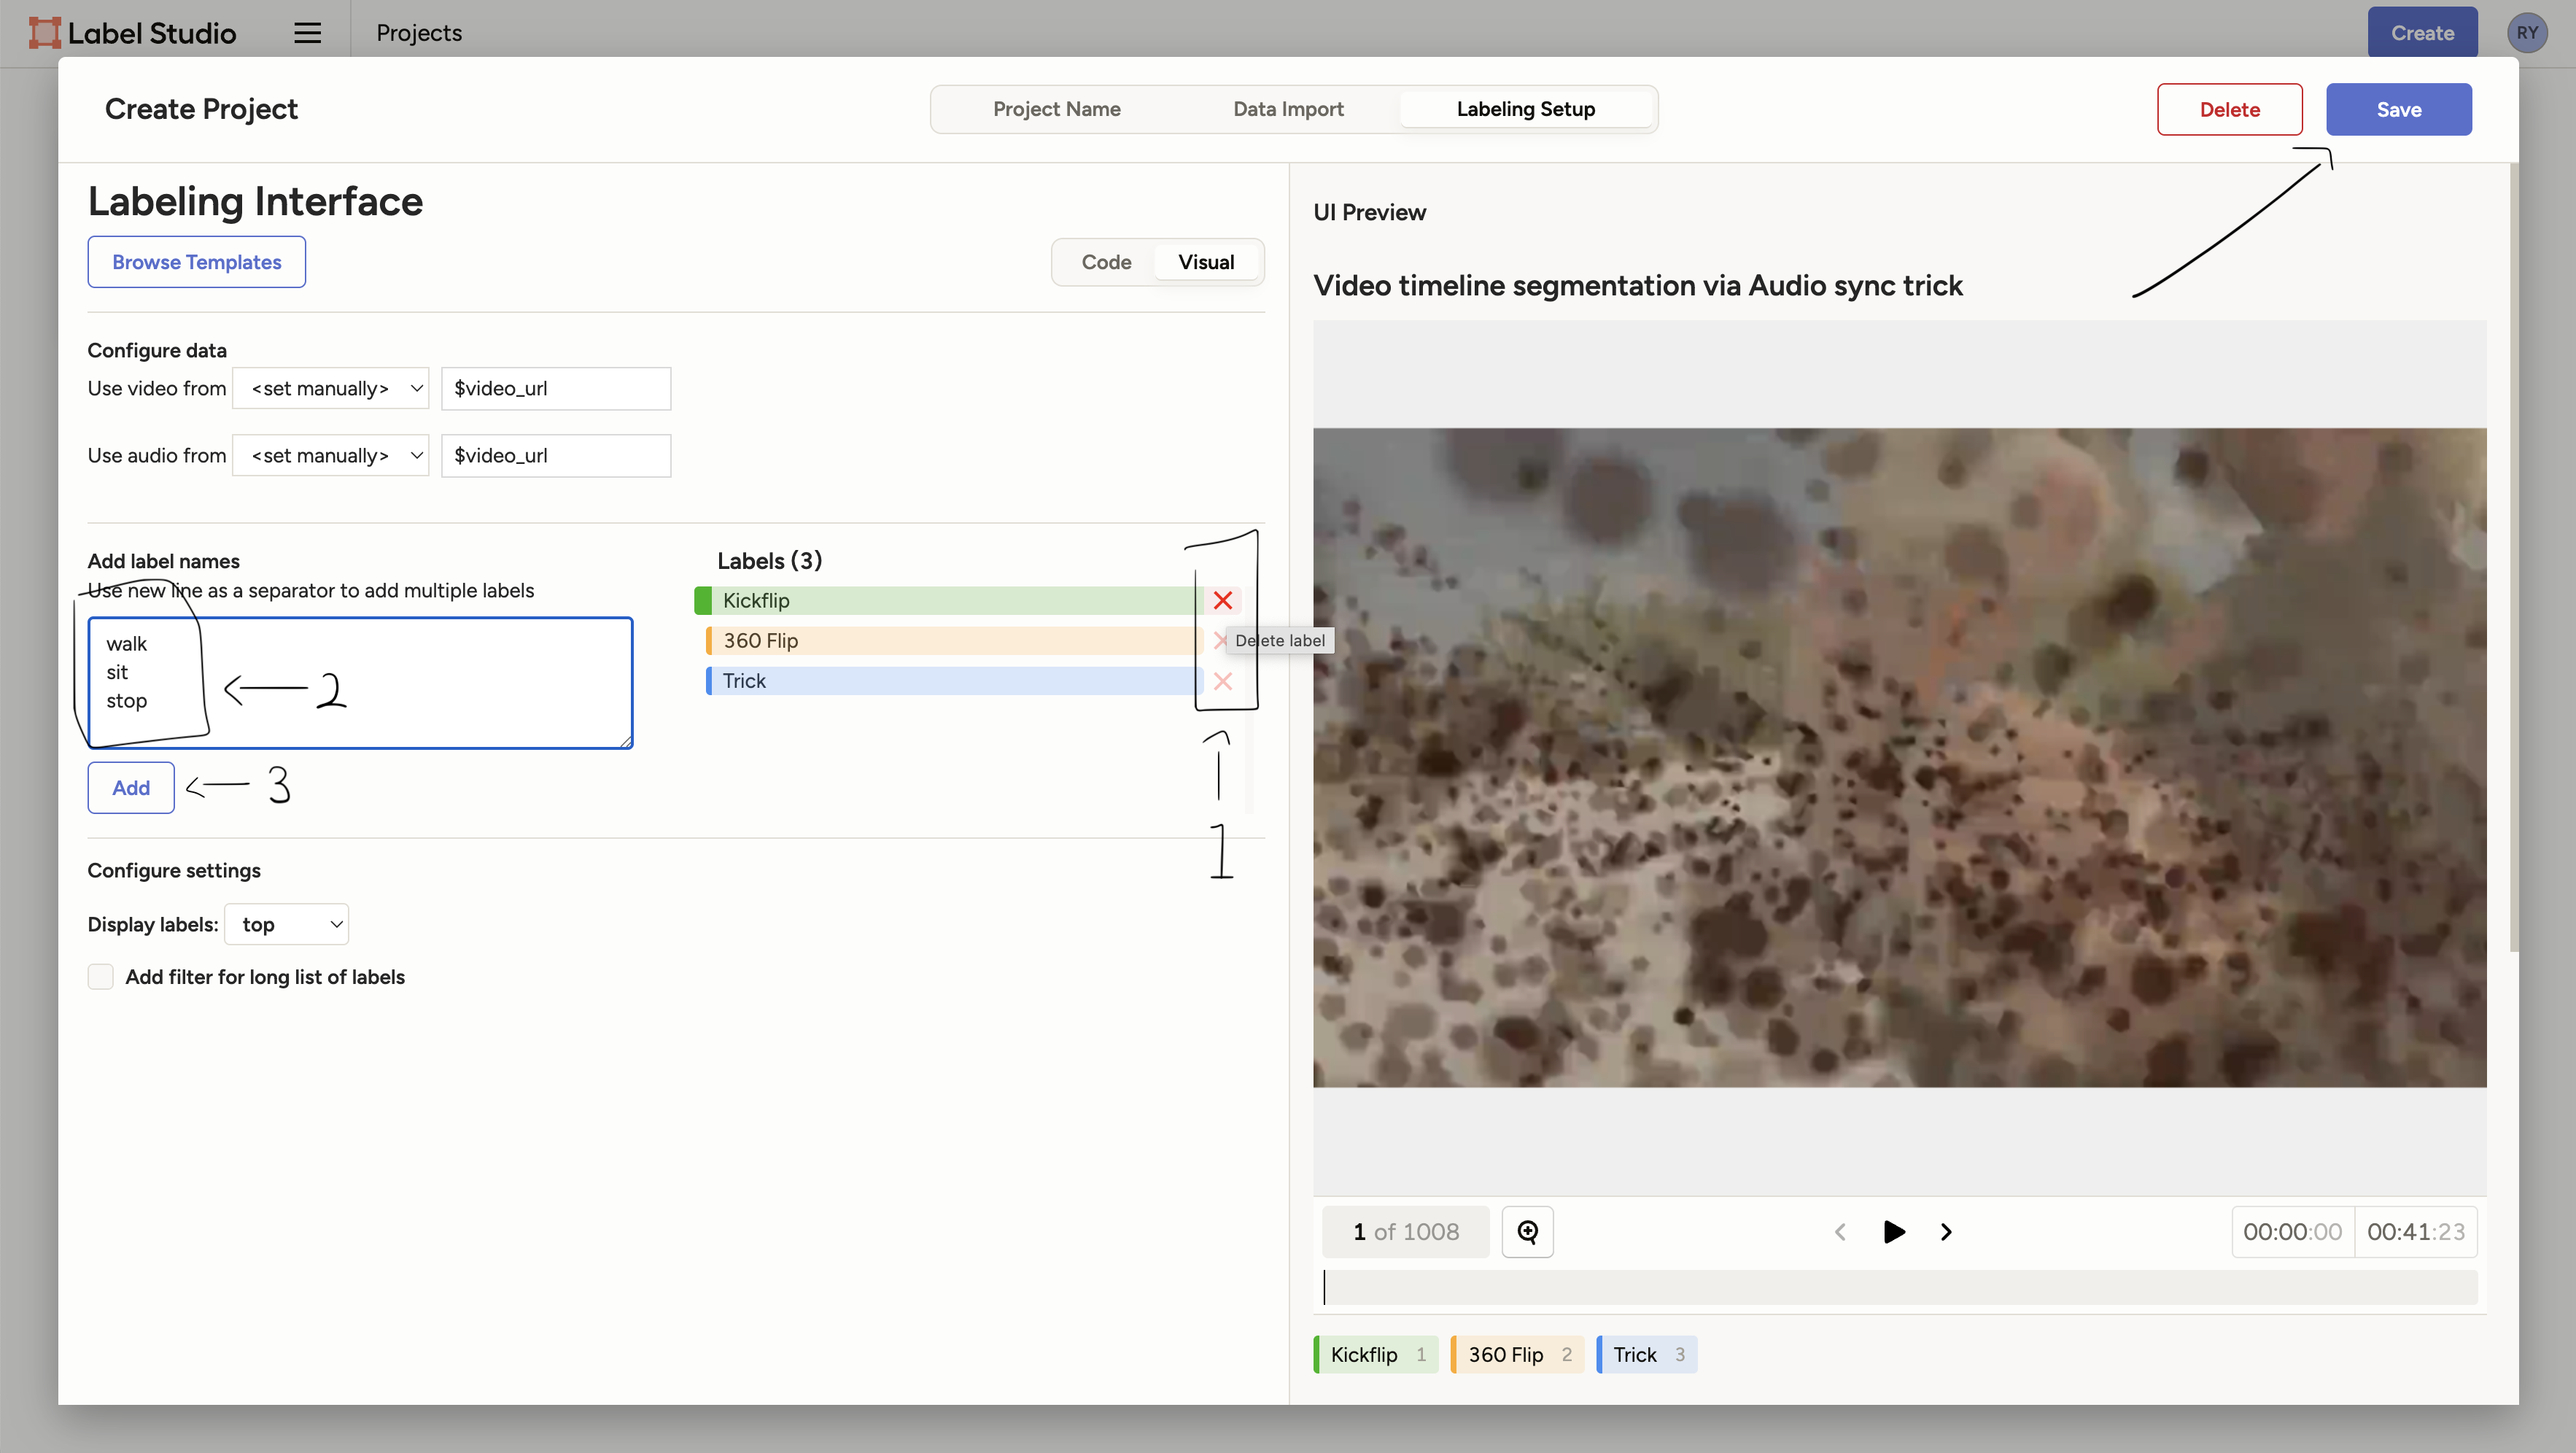 Label Studio
Projects
Create
RY
Create Project
Project Name
Data Import
Labeling Setup
Delete
Save
Labeling Interface
Browse Templates
Code
Visual
Configure data
Use video from <set manually> $video_url
Use audio from <set manually> $video_url
Add label names
Use new line as a separator to add multiple labels
walk
sit
stop
2
Add
3
Labels (3)
Kickflip
360 Flip
Trick
Delete label
1
Configure settings
Display labels: top
Add filter for long list of labels
UI Preview
Video timeline segmentation via Audio sync trick
1 of 1008
00:00:00
00:41:23
Kickflip 1
360 Flip 2
Trick 3